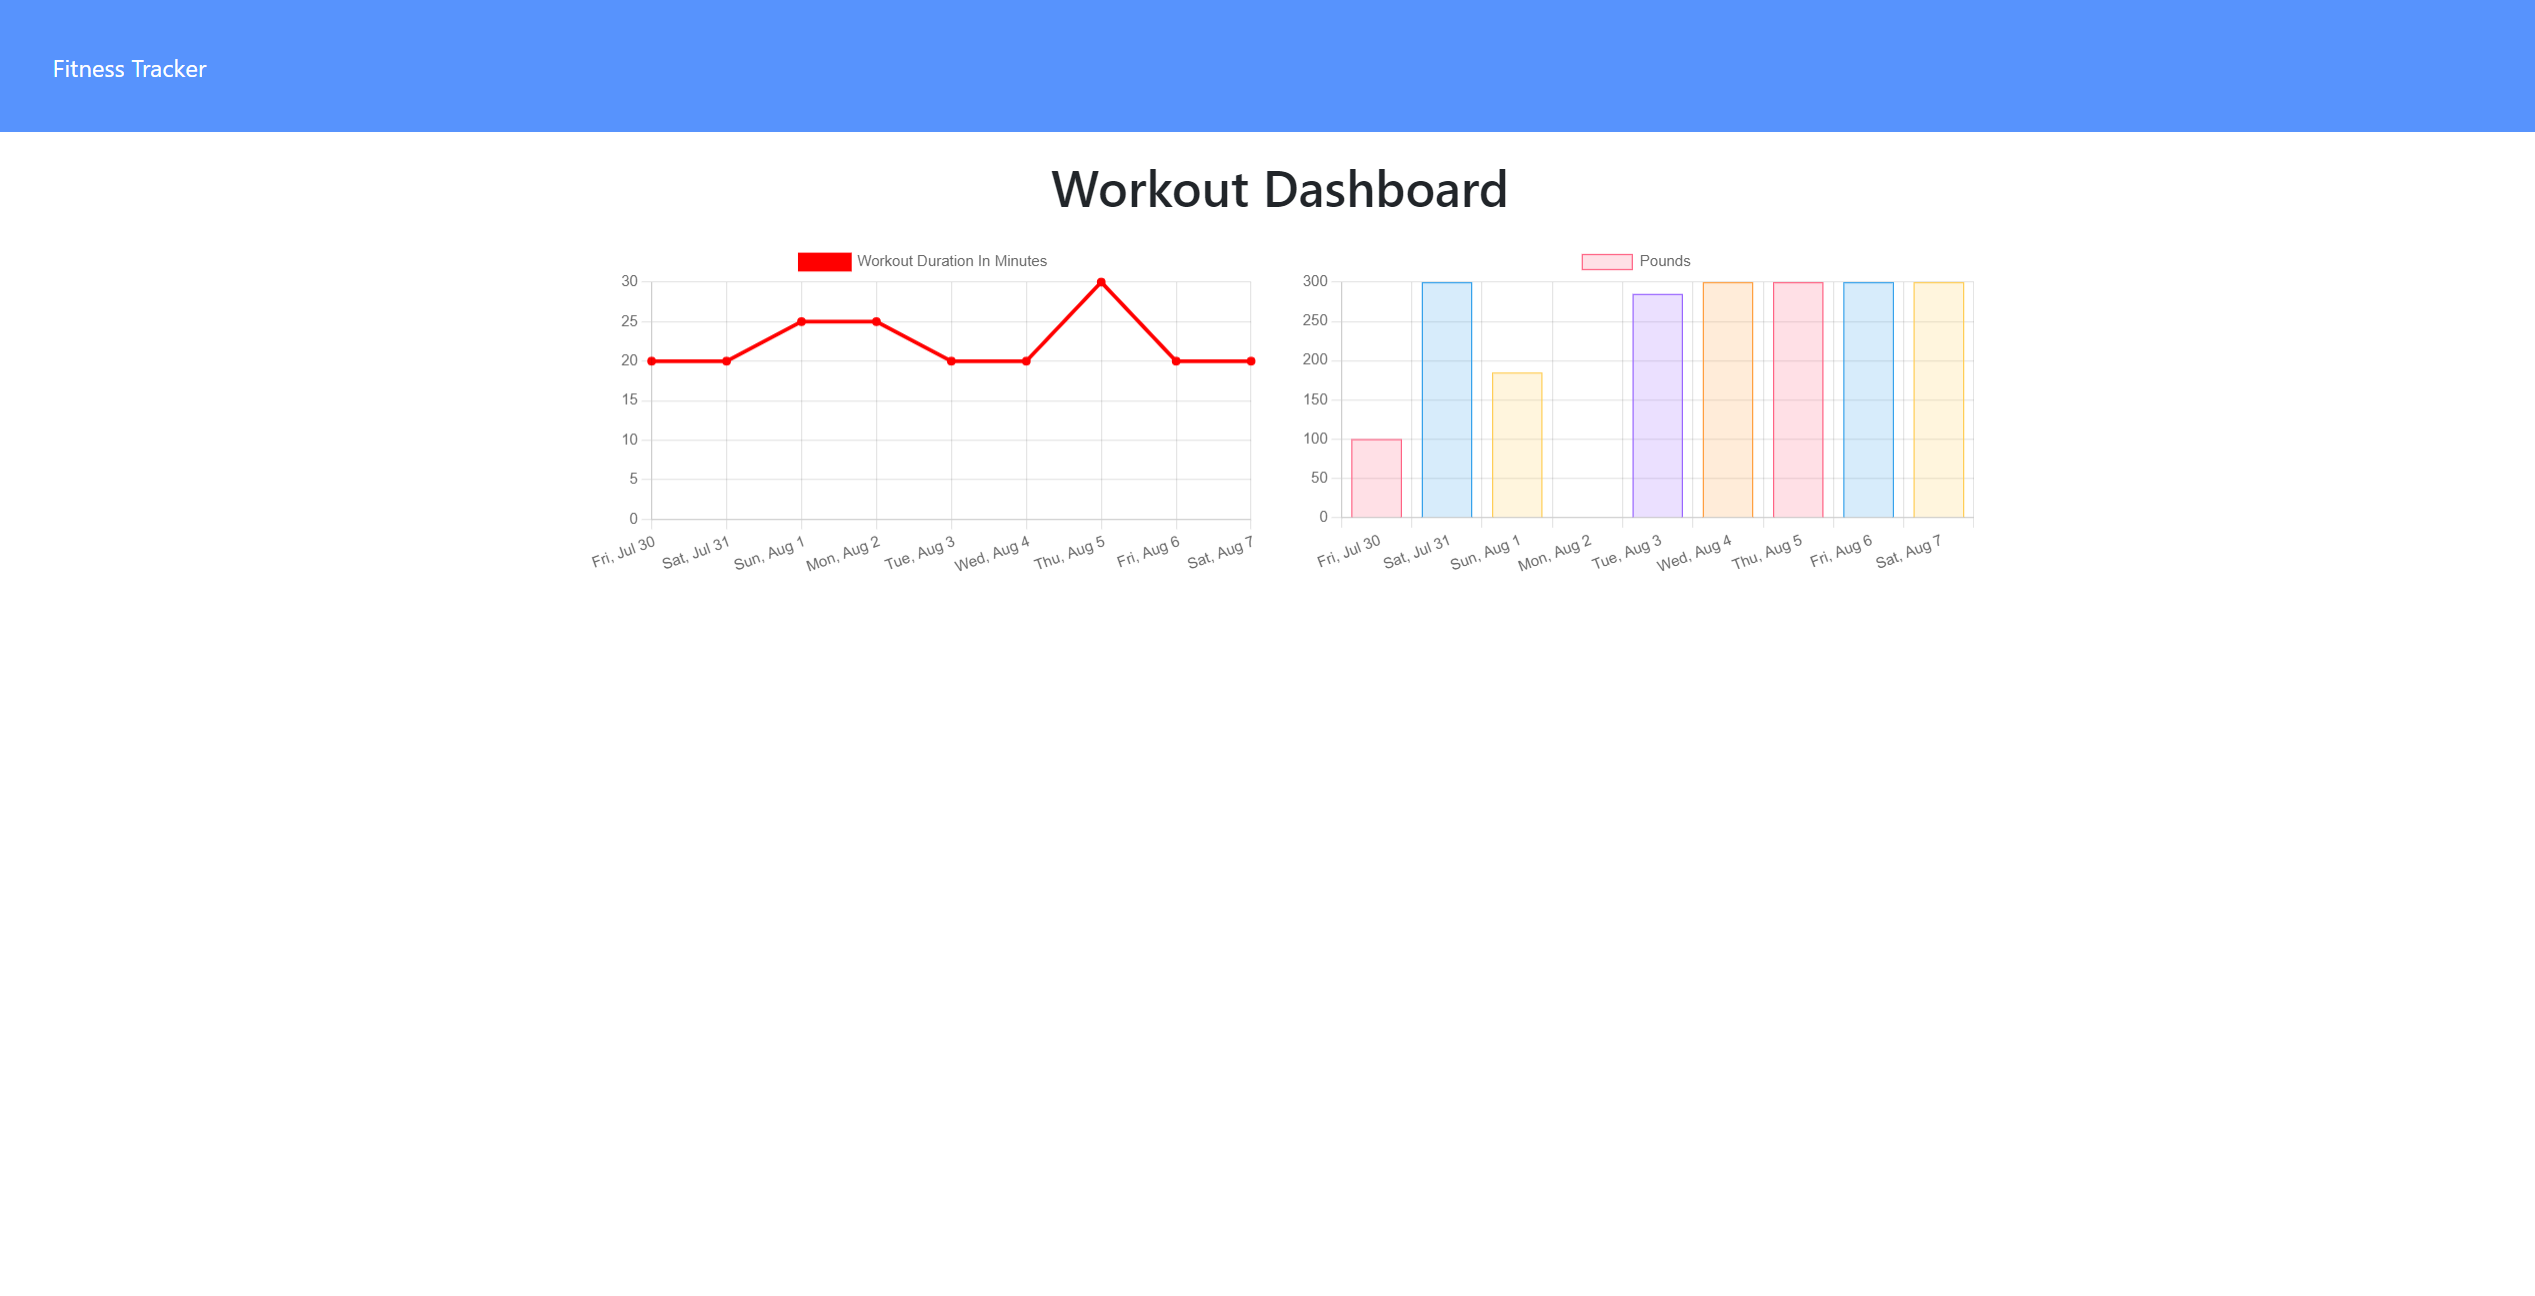 Fitness Tracker
Workout Dashboard
Workout Duration In Minutes
30
25
20
15
10
5
0
Fri, Jul 30
Sat, Jul 31
Sun, Aug 1
Mon, Aug 2
Tue, Aug 3
Wed, Aug 4
Thu, Aug 5
Fri, Aug 6
Sat, Aug 7
Pounds
300
250
200
150
100
50
0
Fri, Jul 30
Sat, Jul 31
Sun, Aug 1
Mon, Aug 2
Tue, Aug 3
Wed, Aug 4
Thu, Aug 5
Fri, Aug 6
Sat, Aug 7